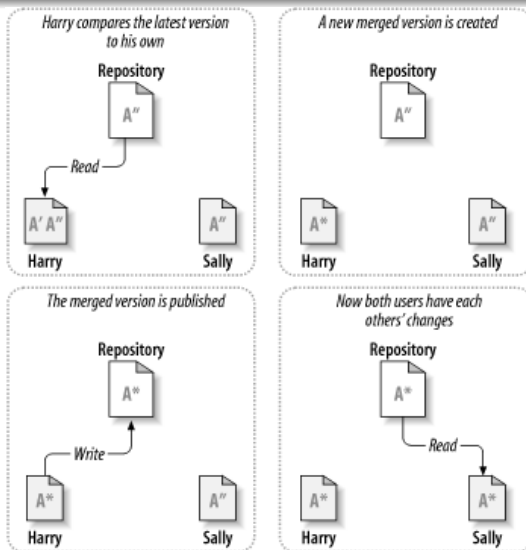 Harry compares the latest version
to his own
Repository
A″
Read
A′ A″
A″
Harry
Sally
A new merged version is created
Repository
A″
A*
A″
Harry
Sally
The merged version is published
Repository
A*
Write
A*
A″
Harry
Sally
Now both users have each
others’ changes
Repository
A*
Read
A*
A*
Harry
Sally